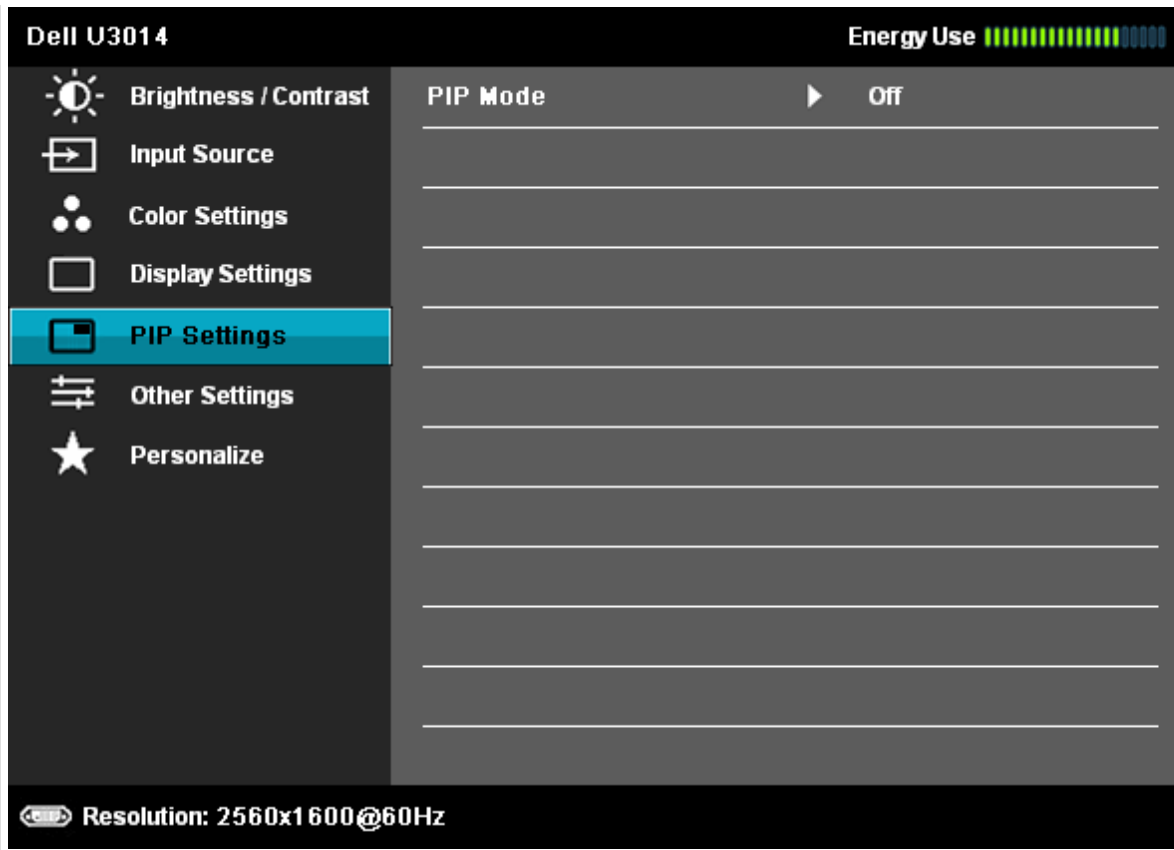 Dell U3014
Energy Use
Brightness / Contrast
PIP Mode Off
Input Source
Color Settings
Display Settings
PIP Settings
Other Settings
Personalize
Resolution: 2560x1600@60Hz